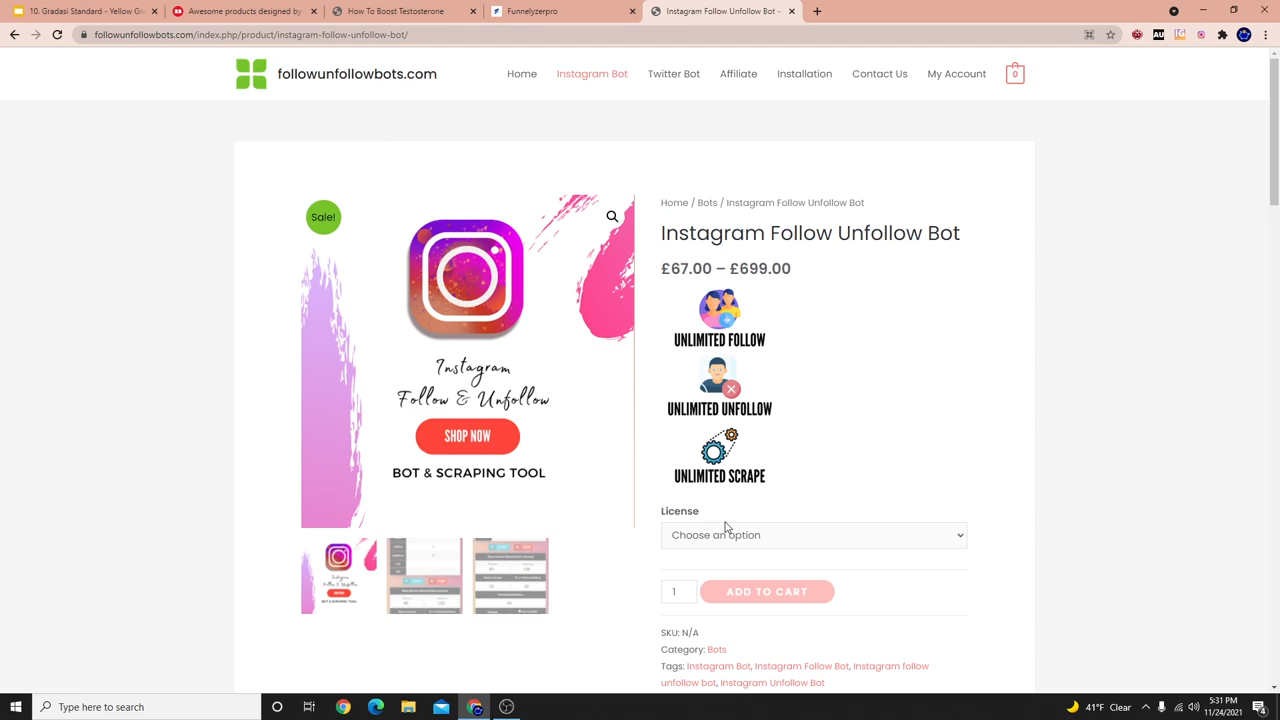 10. Gradasi Golden - Yellow Gr
Awesome products designed to
How To Boost Testosterone
Funnelyzerpro
Instagram Follow Unfollow Bot -
followunfollowbots.com/index.php/product/instagram-follow-unfollow-bot/
followunfollowbots.com
Home
Instagram Bot
Twitter Bot
Affiliate
Installation
Contact Us
My Account
0
Sale!
Instagram
Follow & Unfollow
SHOP NOW
BOT & SCRAPING TOOL
Home / Bots / Instagram Follow Unfollow Bot
Instagram Follow Unfollow Bot
£67.00 – £699.00
UNLIMITED FOLLOW
UNLIMITED UNFOLLOW
UNLIMITED SCRAPE
License
Choose an option
1
ADD TO CART
SKU: N/A
Category: Bots
Tags: Instagram Bot, Instagram Follow Bot, Instagram follow
unfollow bot, Instagram Unfollow Bot
Type here to search
41°F Clear
5:31 PM
11/24/2021